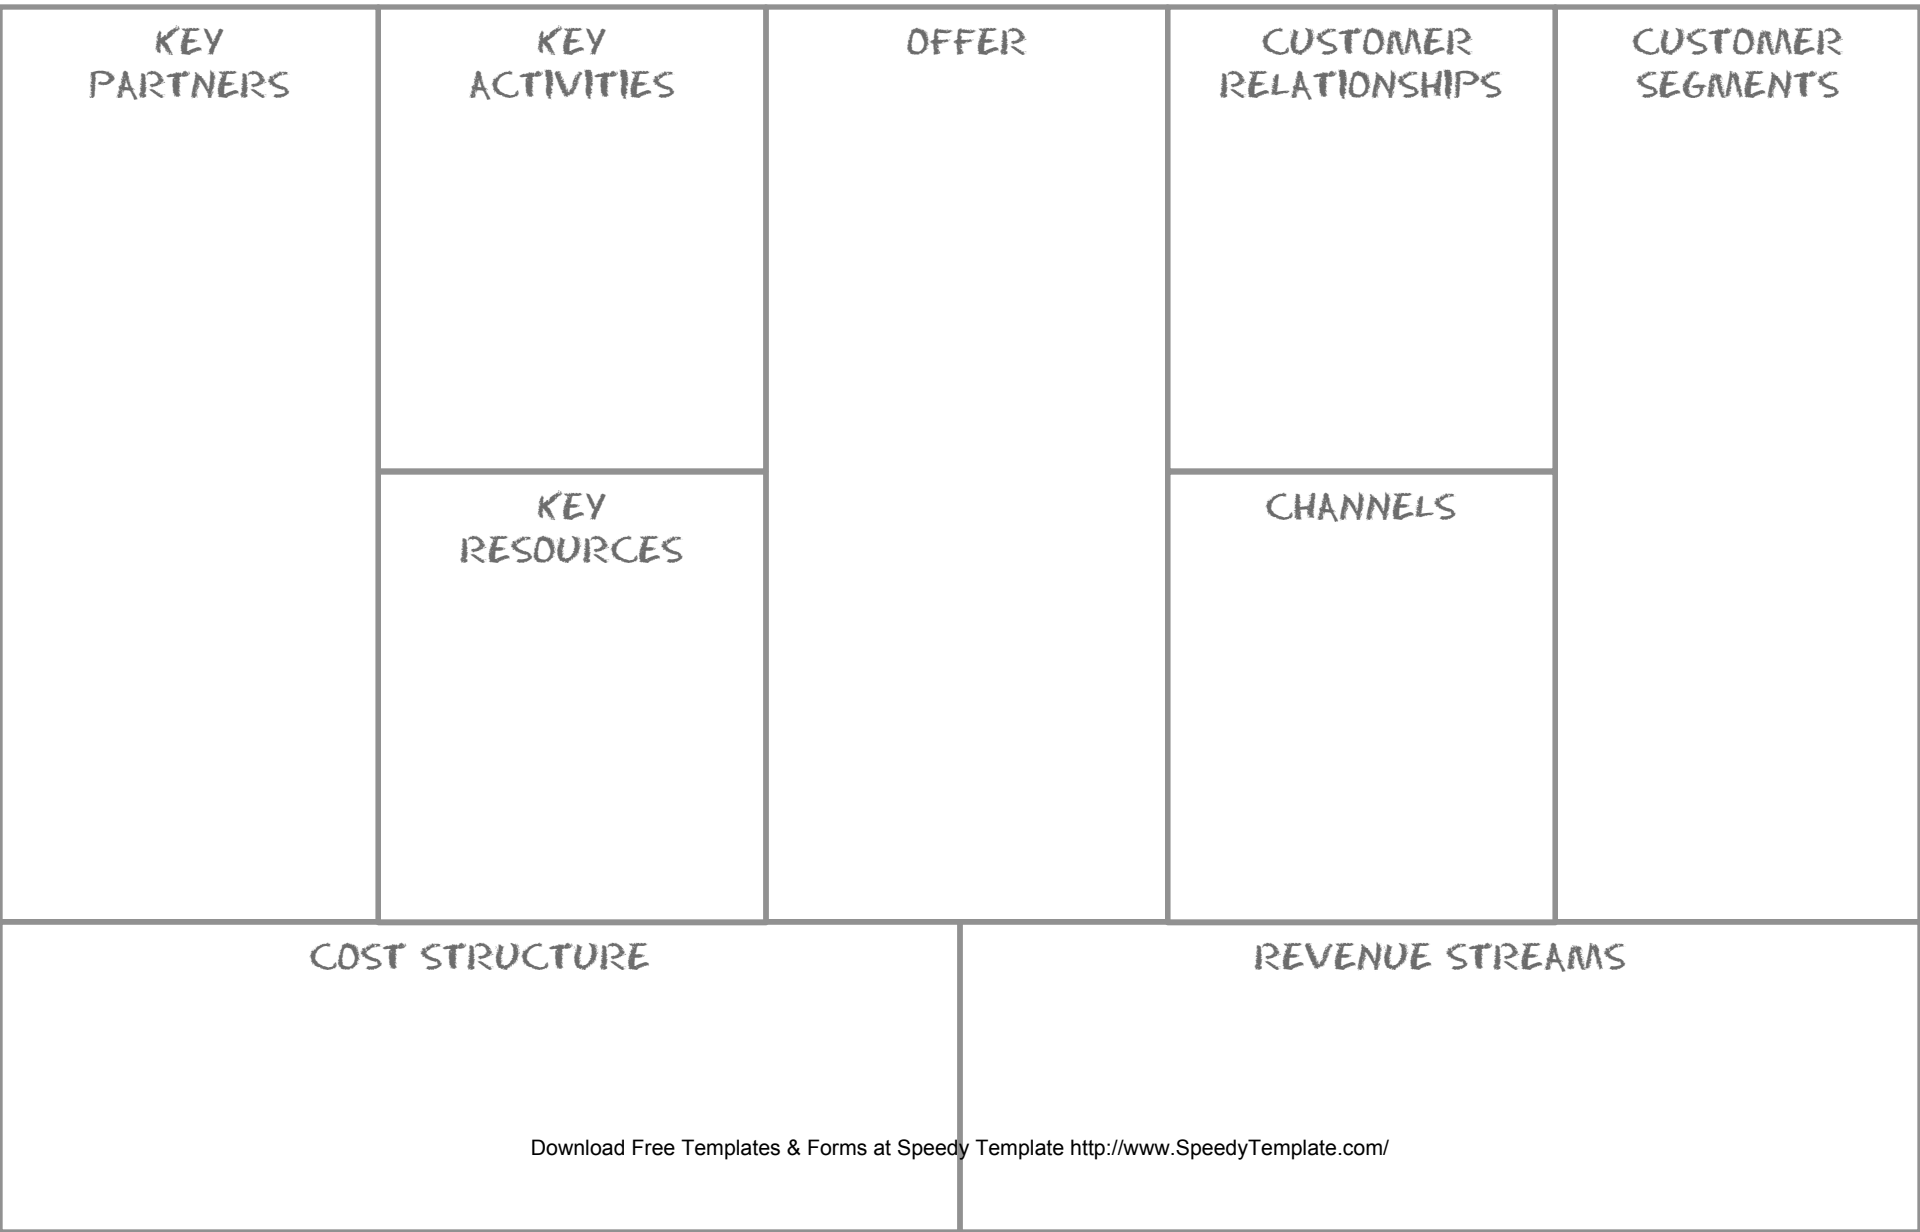 KEY
PARTNERS
KEY
ACTIVITIES
OFFER
CUSTOMER
RELATIONSHIPS
CUSTOMER
SEGMENTS
KEY
RESOURCES
CHANNELS
COST STRUCTURE
REVENUE STREAMS
Download Free Templates & Forms at Speedy Template http://www.SpeedyTemplate.com/